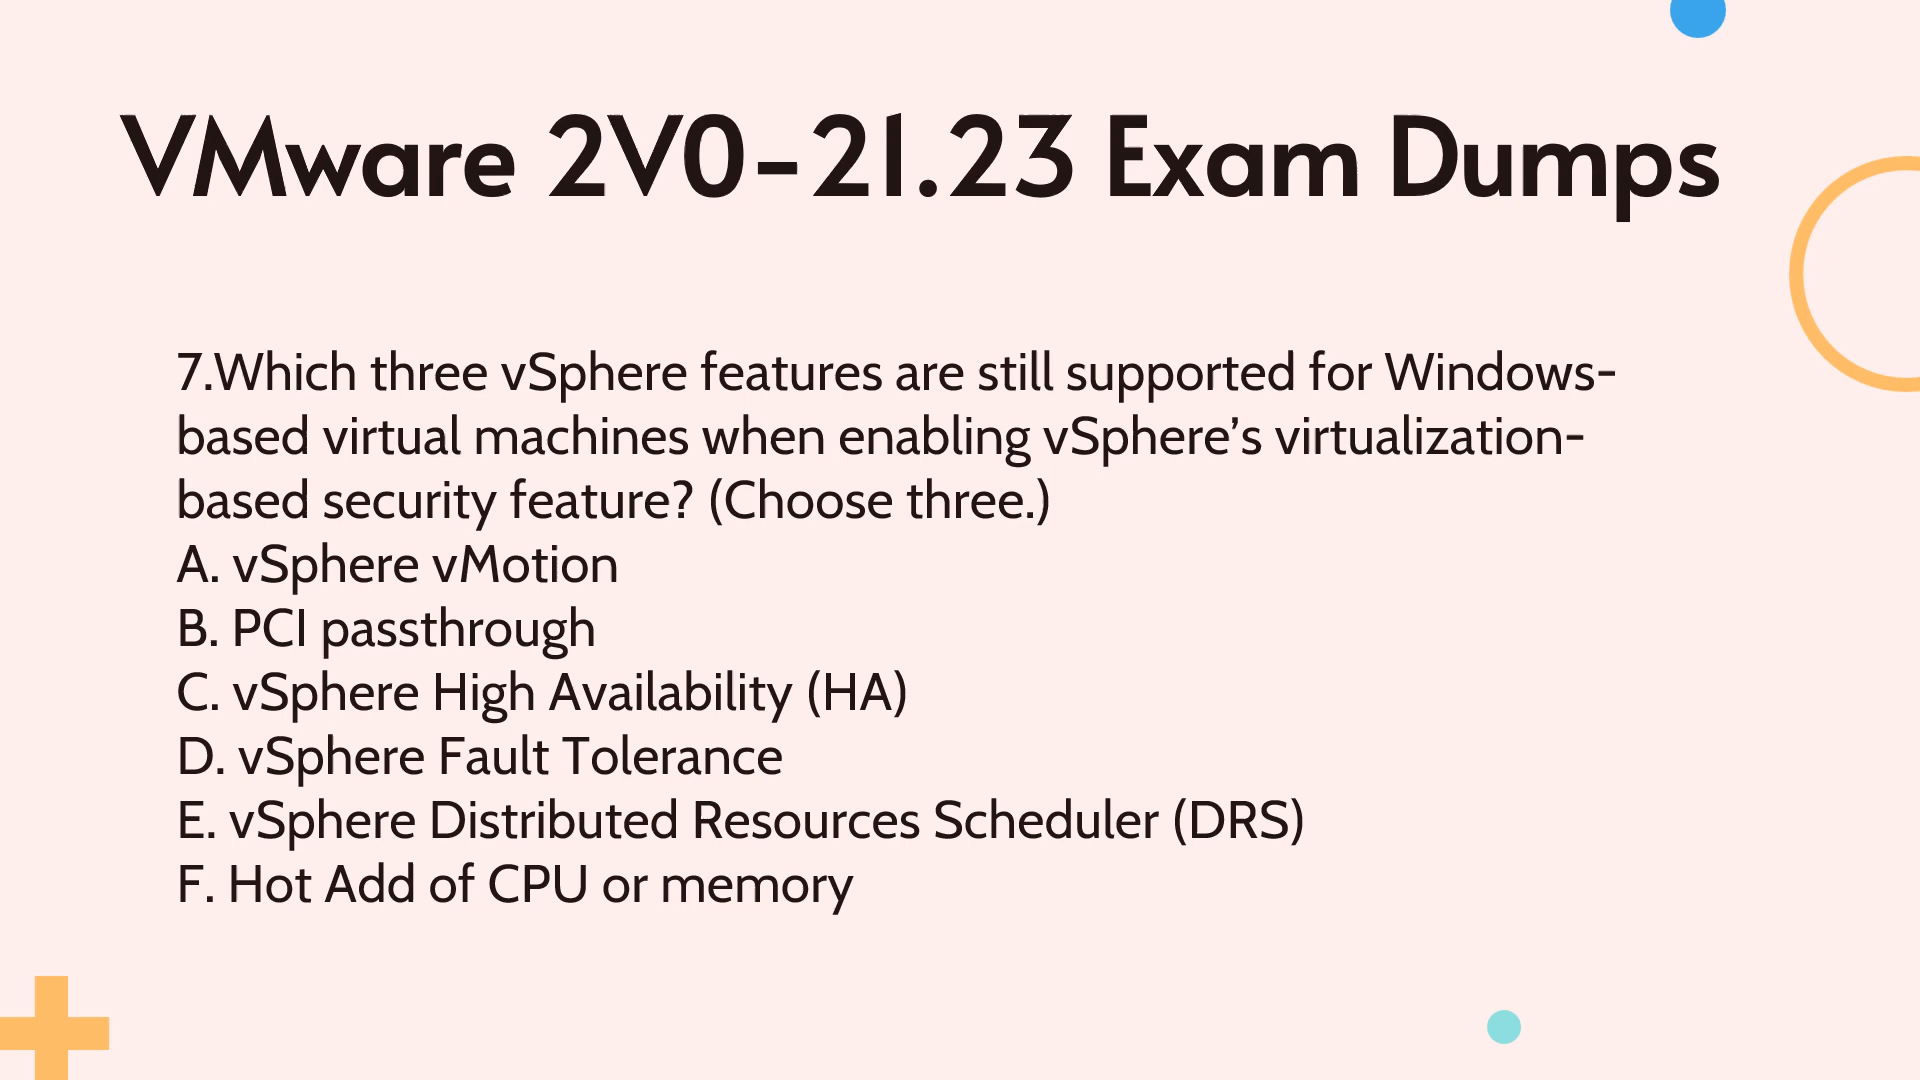 VMware 2V0-21.23 Exam Dumps
7.Which three vSphere features are still supported for Windows-
based virtual machines when enabling vSphere’s virtualization-
based security feature? (Choose three.)
A. vSphere vMotion
B. PCI passthrough
C. vSphere High Availability (HA)
D. vSphere Fault Tolerance
E. vSphere Distributed Resources Scheduler (DRS)
F. Hot Add of CPU or memory